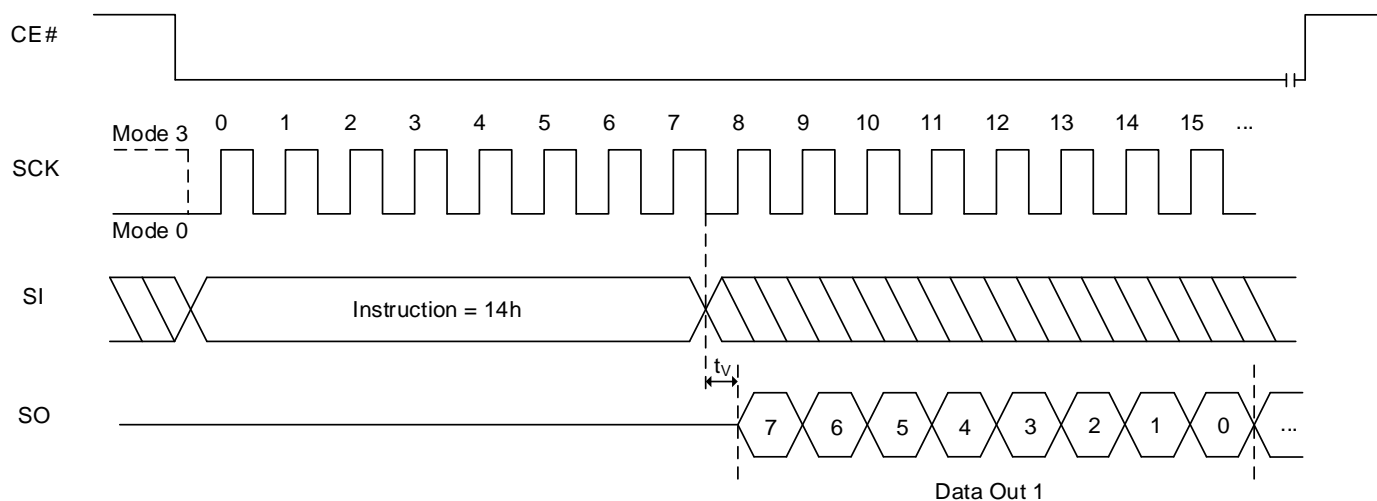 CE#
0 1 2 3 4 5 6 7 8 9 10 11 12 13 14 15 ...
Mode 3
SCK
Mode 0
SI
Instruction = 14h
tV
SO
7 6 5 4 3 2 1 0 ...
Data Out 1